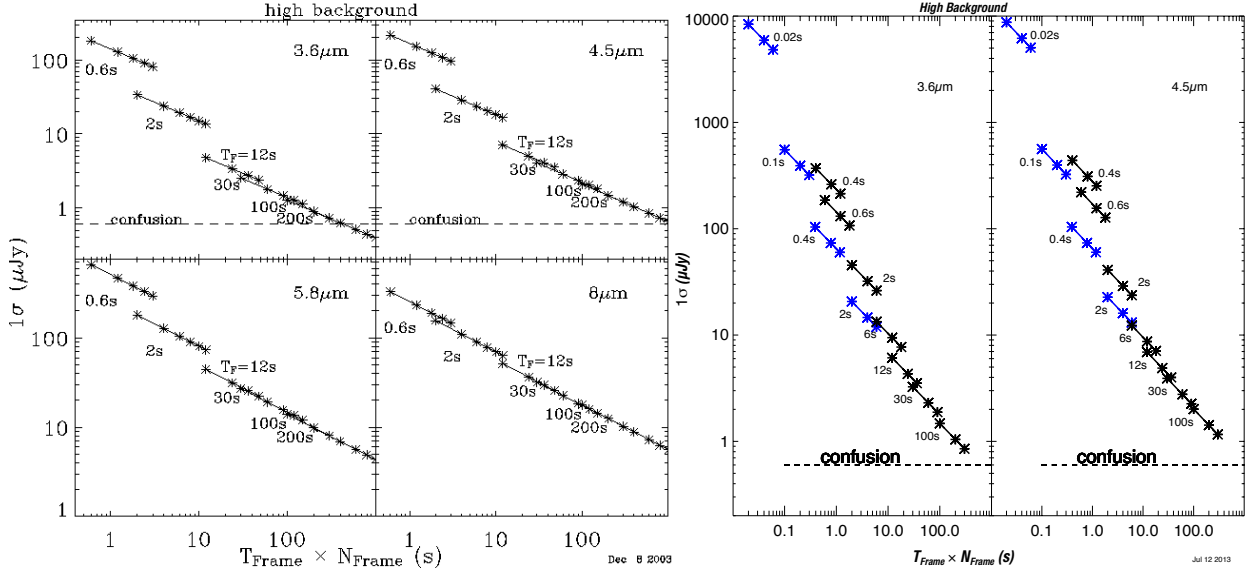 high background
3.6μm
4.5μm
100
10
1
0.6s
2s
T_F=12s
30s
100s
200s
confusion
0.6s
2s
T_F=12s
30s
100s
200s
confusion
1σ (μJy)
5.8μm
8μm
100
10
1
0.6s
2s
T_F=12s
30s
100s
200s
0.6s
2s
T_F=12s
30s
100s
200s
1 10 100 1 10 100
T_Frame × N_Frame (s)
Dec 8 2003
High Background
10000
1000
100
10
1
1σ (μJy)
3.6μm
0.02s
0.1s
0.4s
0.6s
0.4s
2s
2s
6s
12s
30s
100s
confusion
4.5μm
0.02s
0.1s
0.4s
0.6s
0.4s
2s
2s
6s
12s
30s
100s
confusion
0.1 1.0 10.0 100.0 0.1 1.0 10.0 100.0
T_Frame × N_Frame (s)
Jul 12 2013